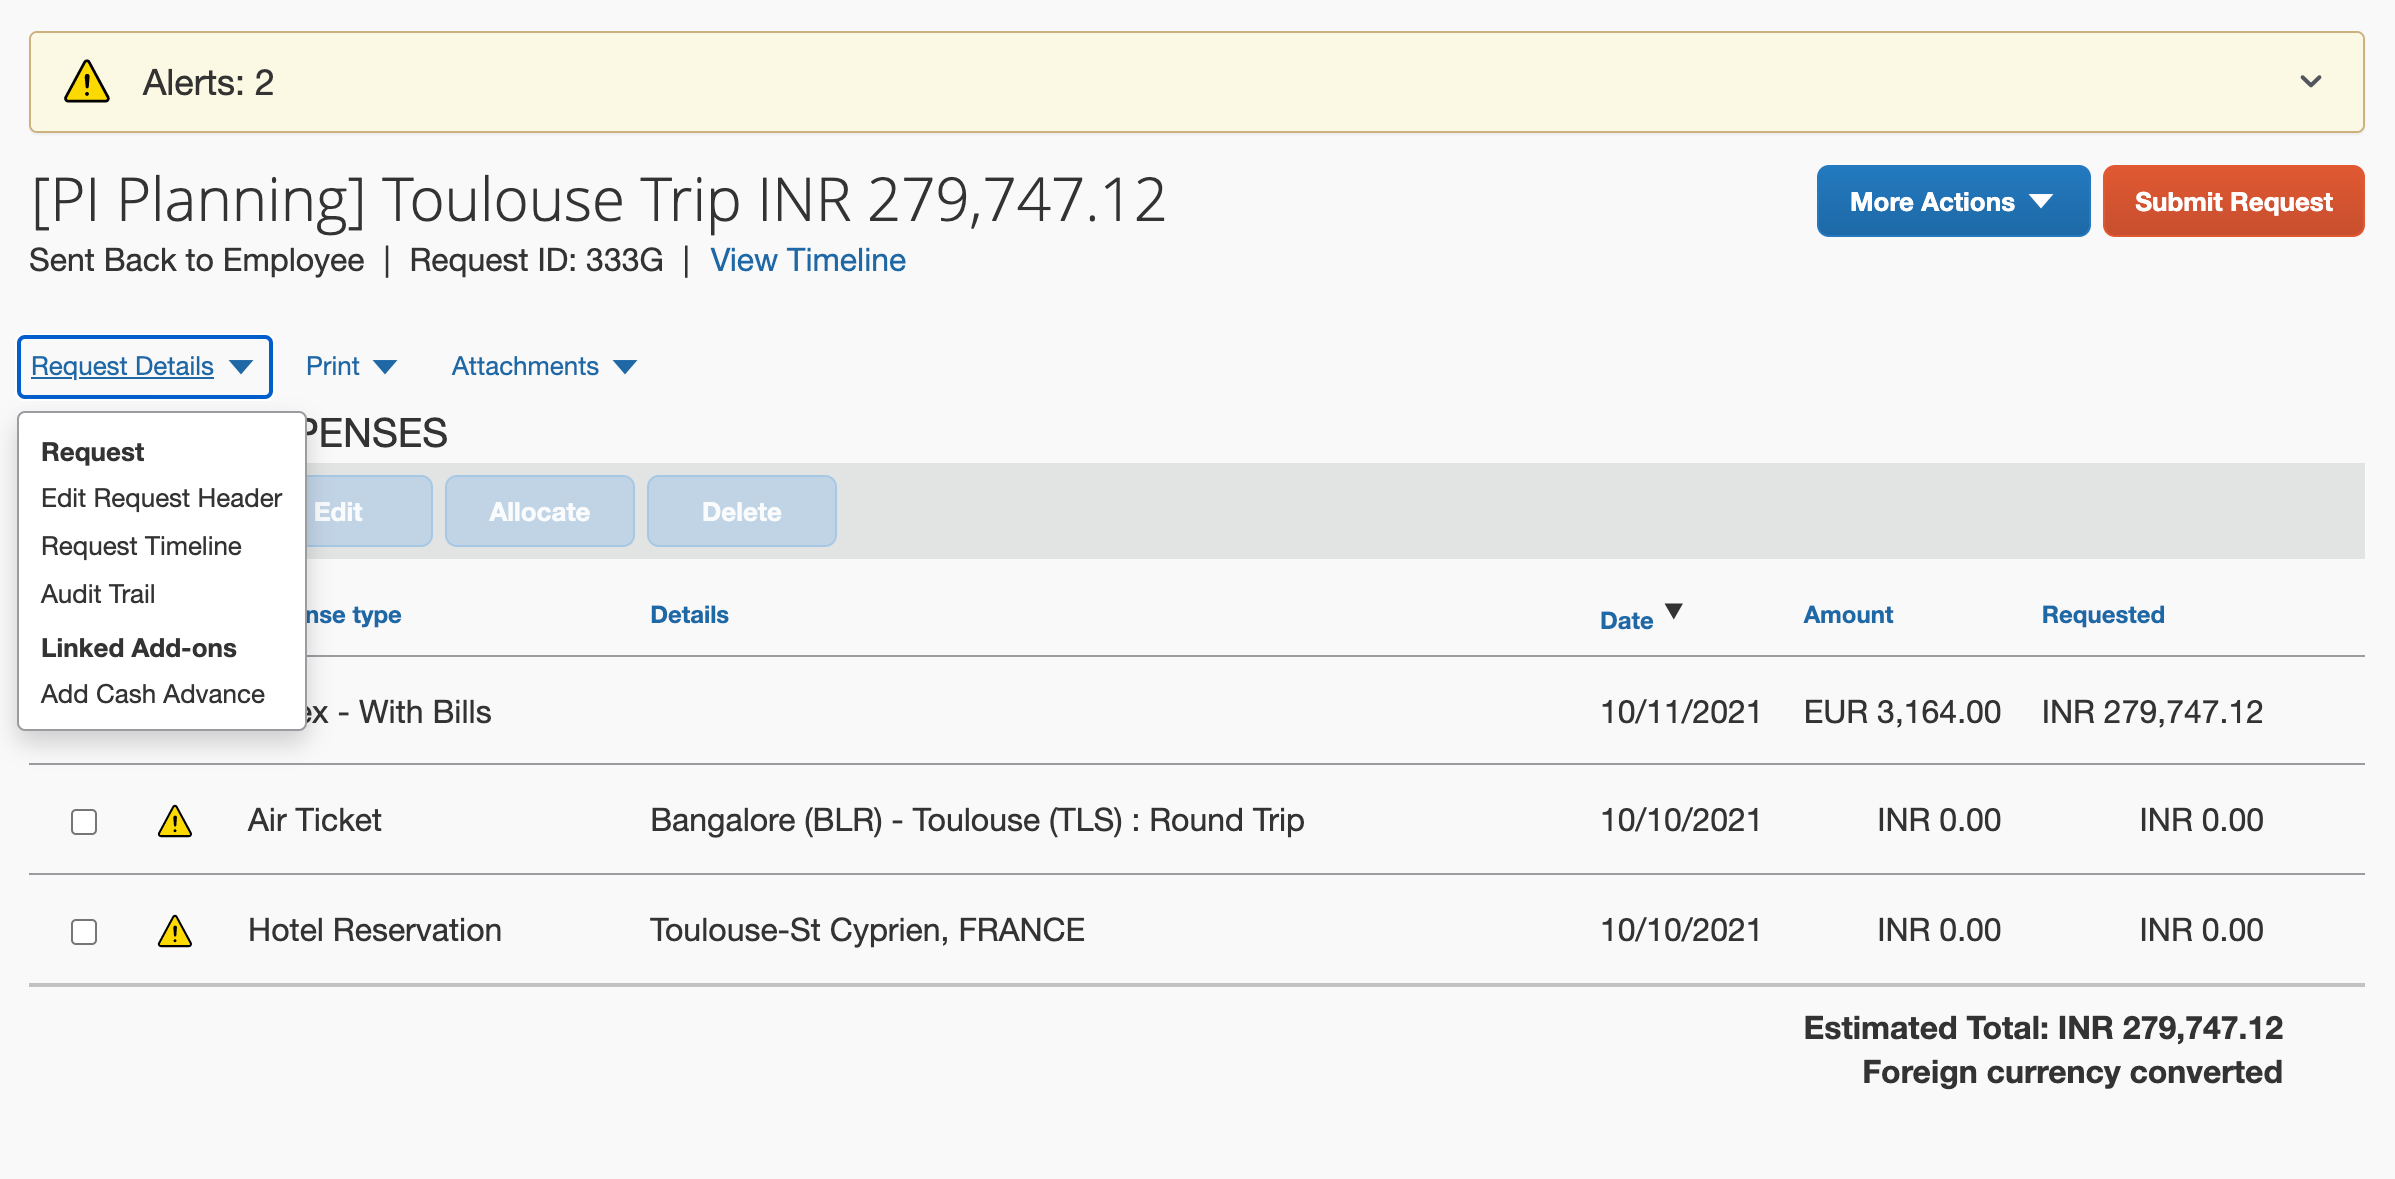 Alerts: 2
[PI Planning] Toulouse Trip INR 279,747.12
More Actions
Submit Request
Sent Back to Employee | Request ID: 333G | View Timeline
Request Details
Print
Attachments
PENSES
Request
Edit Request Header
Request Timeline
Audit Trail
Linked Add-ons
Add Cash Advance
Edit
Allocate
Delete
nse type
Details
Date
Amount
Requested
ex - With Bills
10/11/2021
EUR 3,164.00
INR 279,747.12
Air Ticket
Bangalore (BLR) - Toulouse (TLS) : Round Trip
10/10/2021
INR 0.00
INR 0.00
Hotel Reservation
Toulouse-St Cyprien, FRANCE
10/10/2021
INR 0.00
INR 0.00
Estimated Total: INR 279,747.12
Foreign currency converted